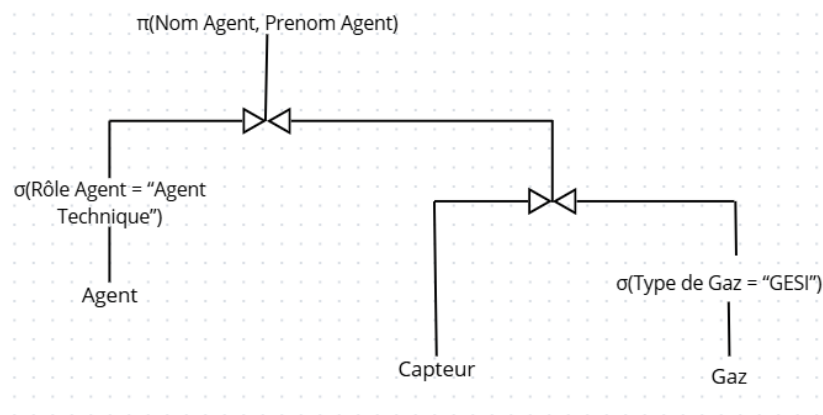 π(Nom Agent, Prenom Agent)
σ(Rôle Agent = “Agent
Technique”)
Agent
σ(Type de Gaz = “GESI”)
Capteur
Gaz